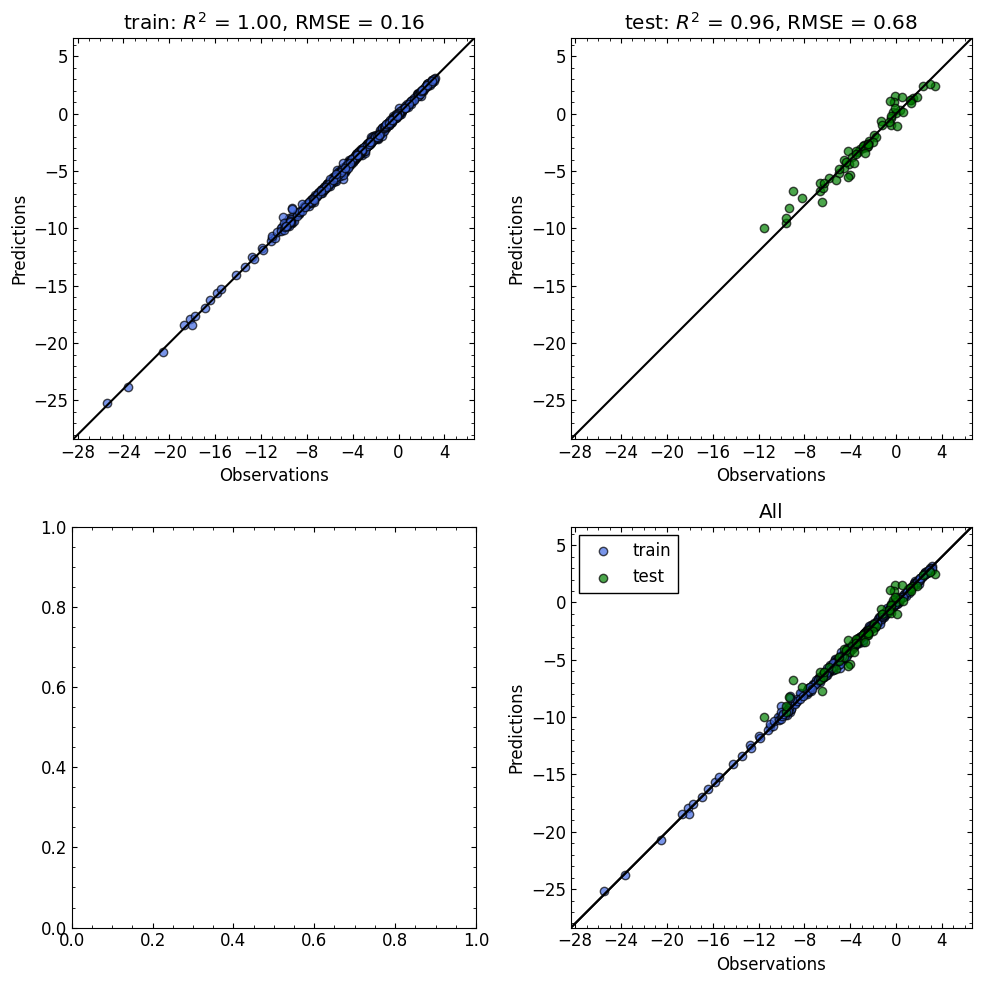 train: R² = 1.00, RMSE = 0.16
5
0
−5
−10
−15
−20
−25
Predictions
−28 −24 −20 −16 −12 −8 −4 0 4
Observations
test: R² = 0.96, RMSE = 0.68
5
0
−5
−10
−15
−20
−25
Predictions
−28 −24 −20 −16 −12 −8 −4 0 4
Observations
1.0
0.8
0.6
0.4
0.2
0.0
0.0 0.2 0.4 0.6 0.8 1.0
All
train
test
5
0
−5
−10
−15
−20
−25
Predictions
−28 −24 −20 −16 −12 −8 −4 0 4
Observations